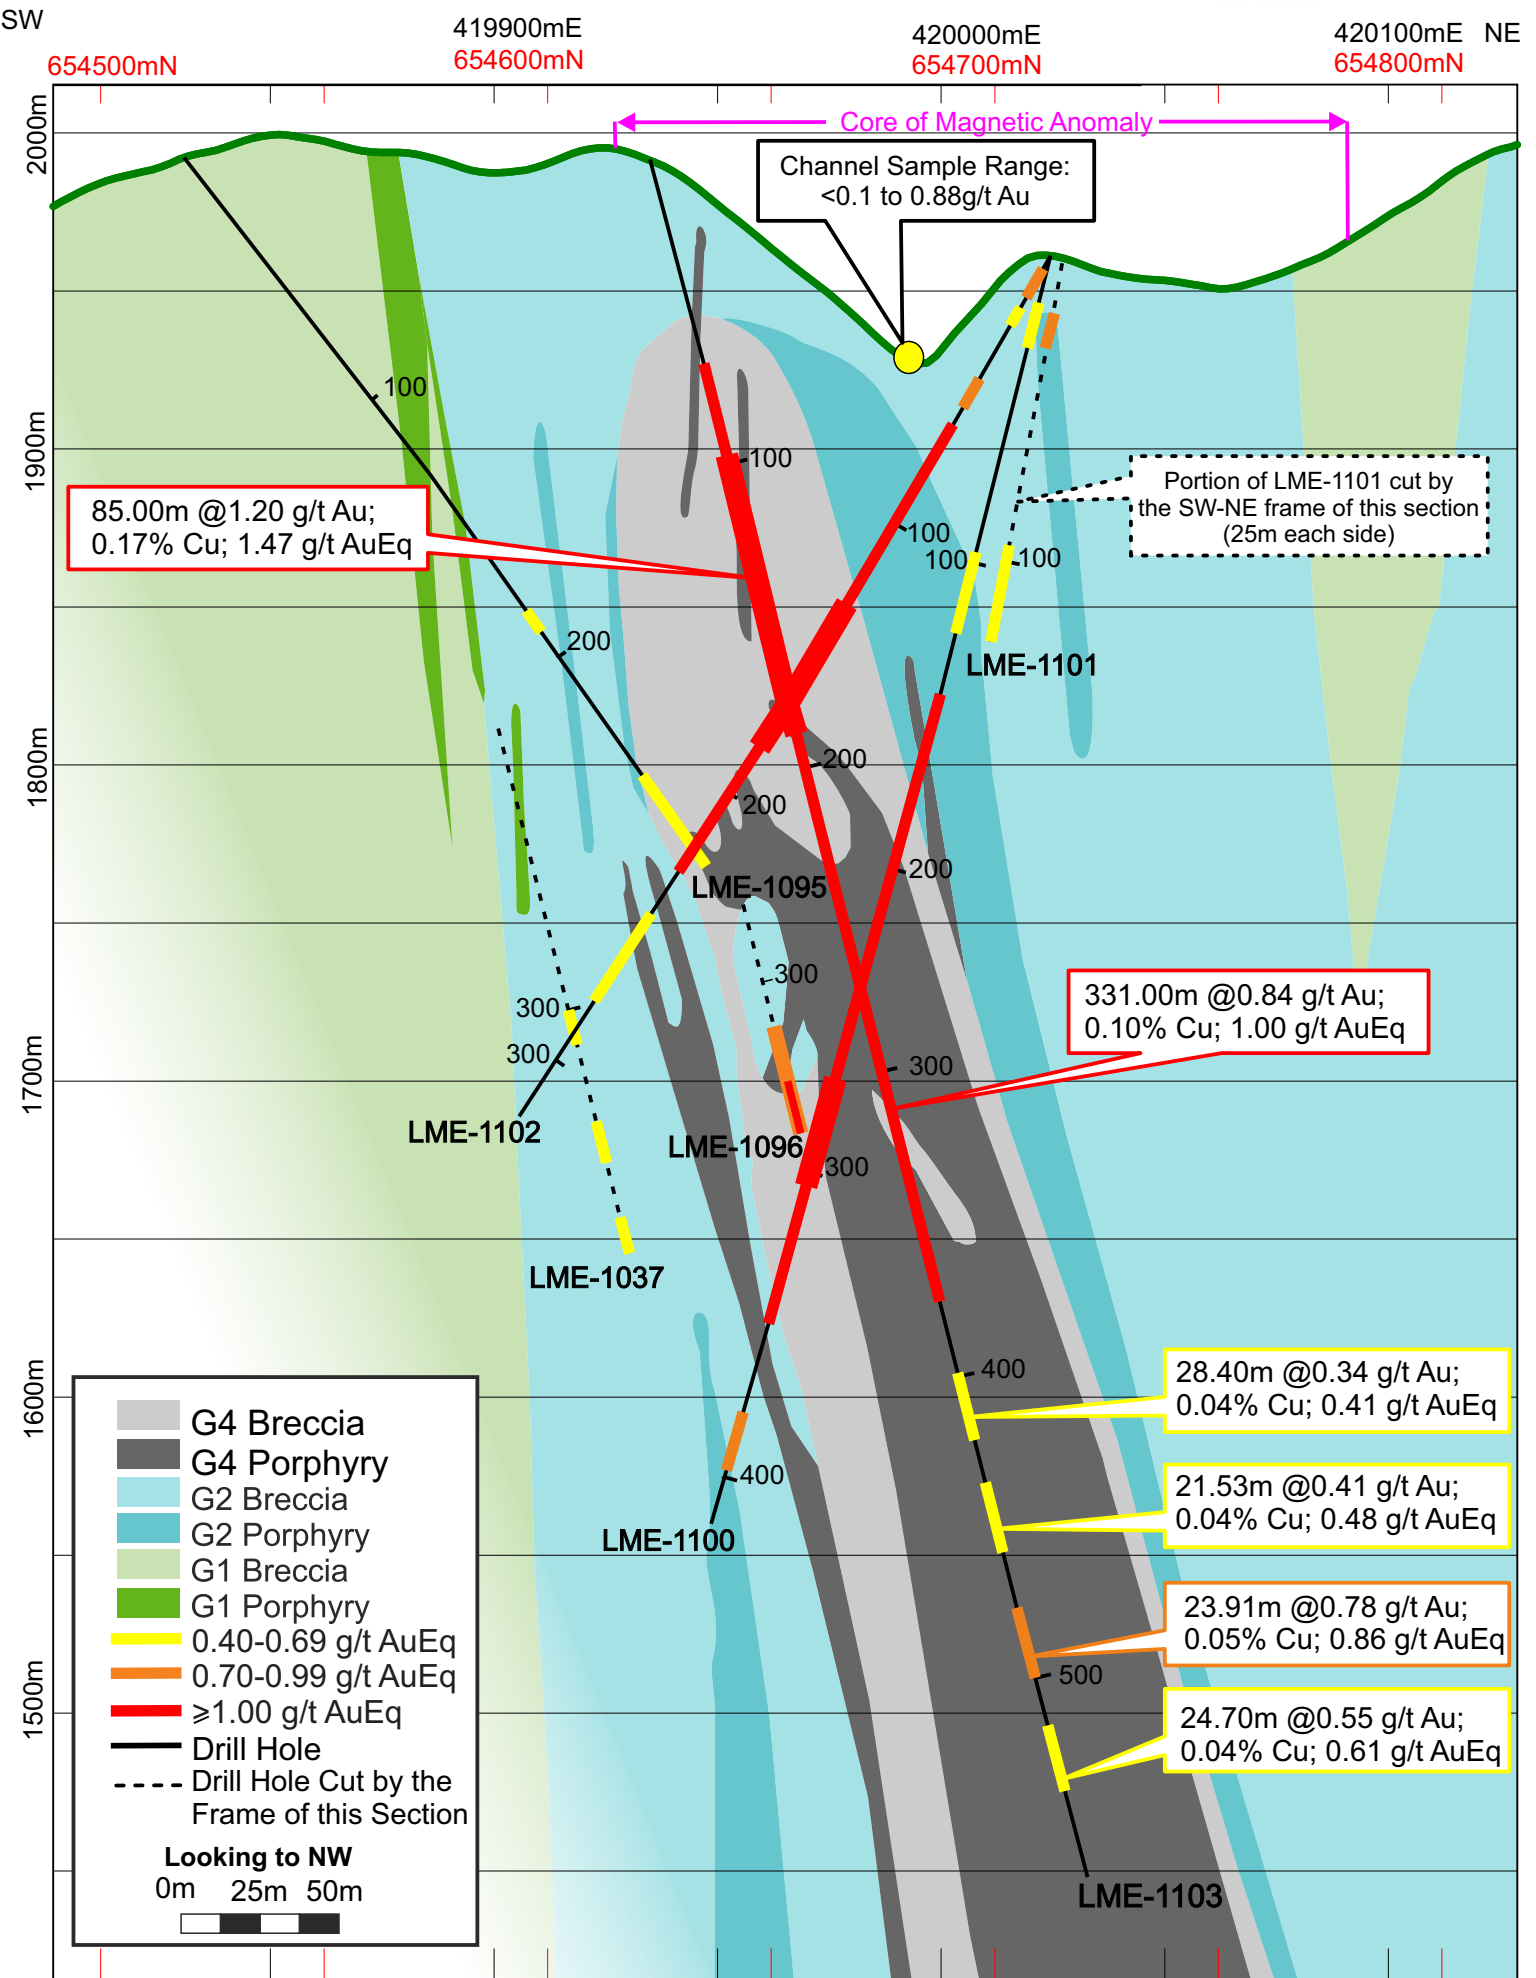 SW
419900mE
420000mE
420100mE NE
654500mN
654600mN
654700mN
654800mN
2000m
1900m
1800m
1700m
1600m
1500m
Core of Magnetic Anomaly
Channel Sample Range:
<0.1 to 0.88g/t Au
100
100
85.00m @1.20 g/t Au;
0.17% Cu; 1.47 g/t AuEq
Portion of LME-1101 cut by
the SW-NE frame of this section
(25m each side)
100
100
100
200
LME-1101
200
200
200
LME-1095
300
300
331.00m @0.84 g/t Au;
0.10% Cu; 1.00 g/t AuEq
300
300
LME-1102
LME-1096
300
LME-1037
400
28.40m @0.34 g/t Au;
0.04% Cu; 0.41 g/t AuEq
400
LME-1100
21.53m @0.41 g/t Au;
0.04% Cu; 0.48 g/t AuEq
23.91m @0.78 g/t Au;
0.05% Cu; 0.86 g/t AuEq
500
24.70m @0.55 g/t Au;
0.04% Cu; 0.61 g/t AuEq
LME-1103
G4 Breccia
G4 Porphyry
G2 Breccia
G2 Porphyry
G1 Breccia
G1 Porphyry
0.40-0.69 g/t AuEq
0.70-0.99 g/t AuEq
⩾1.00 g/t AuEq
Drill Hole
Drill Hole Cut by the
Frame of this Section
Looking to NW
0m 25m 50m